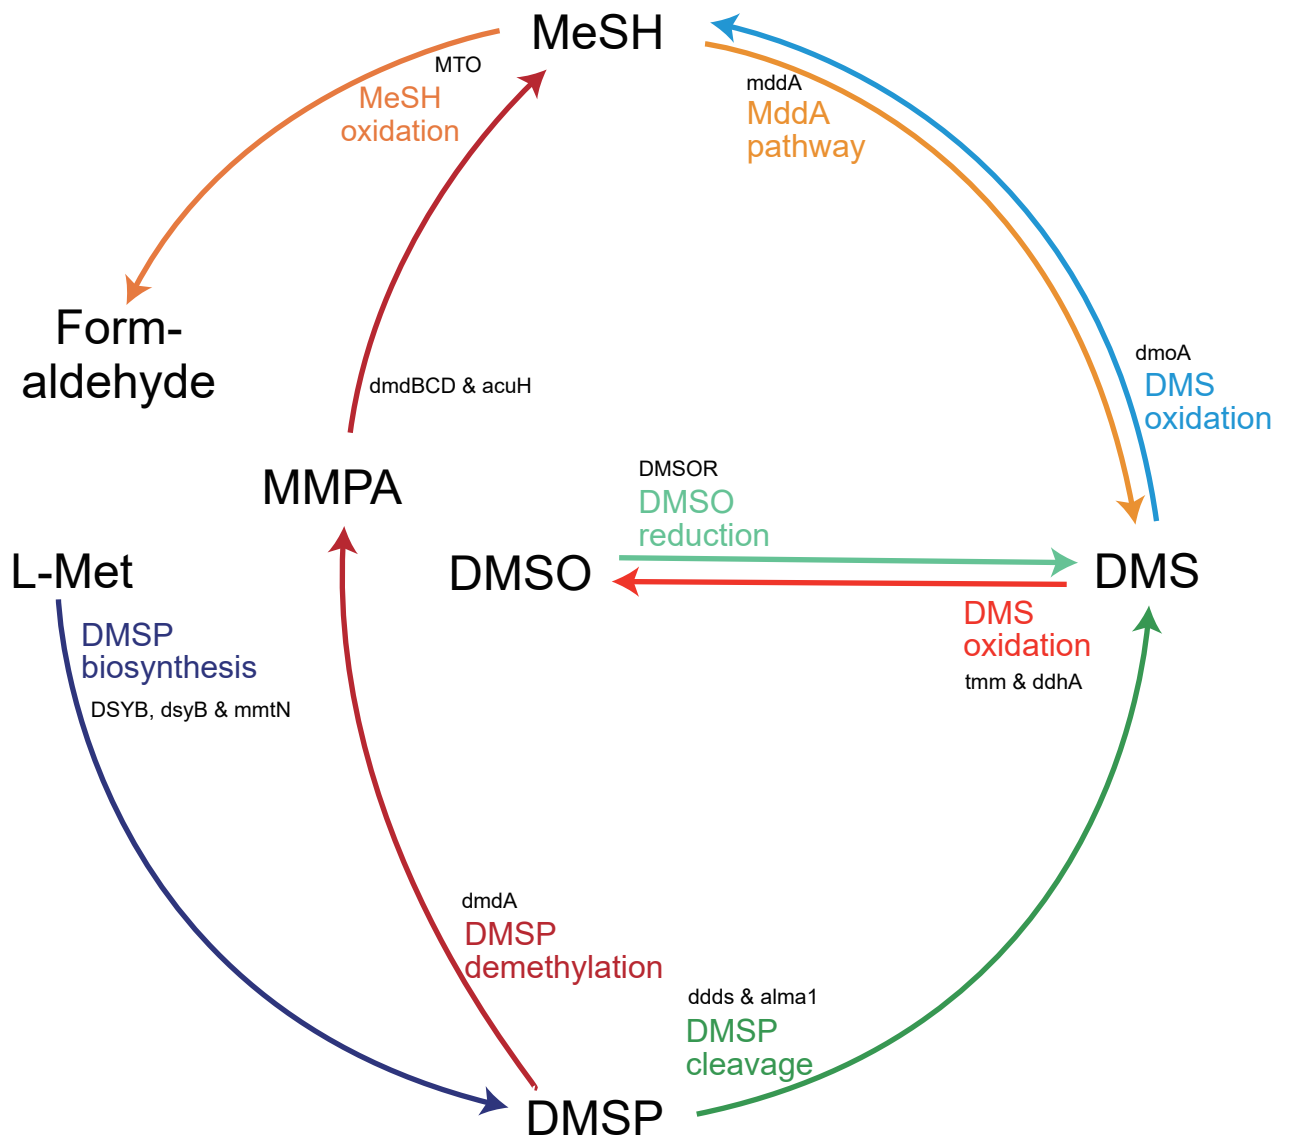 MeSH
MTO
MeSH
oxidation
mddA
MddA
pathway
Form-
aldehyde
dmdBCD & acuH
dmoA
DMS
oxidation
MMPA
DMSOR
DMSO
reduction
L-Met
DMSO
DMS
DMSP
biosynthesis
DSYB, dsyB & mmtN
DMS
oxidation
tmm & ddhA
dmdA
DMSP
demethylation
ddds & alma1
DMSP
cleavage
DMSP